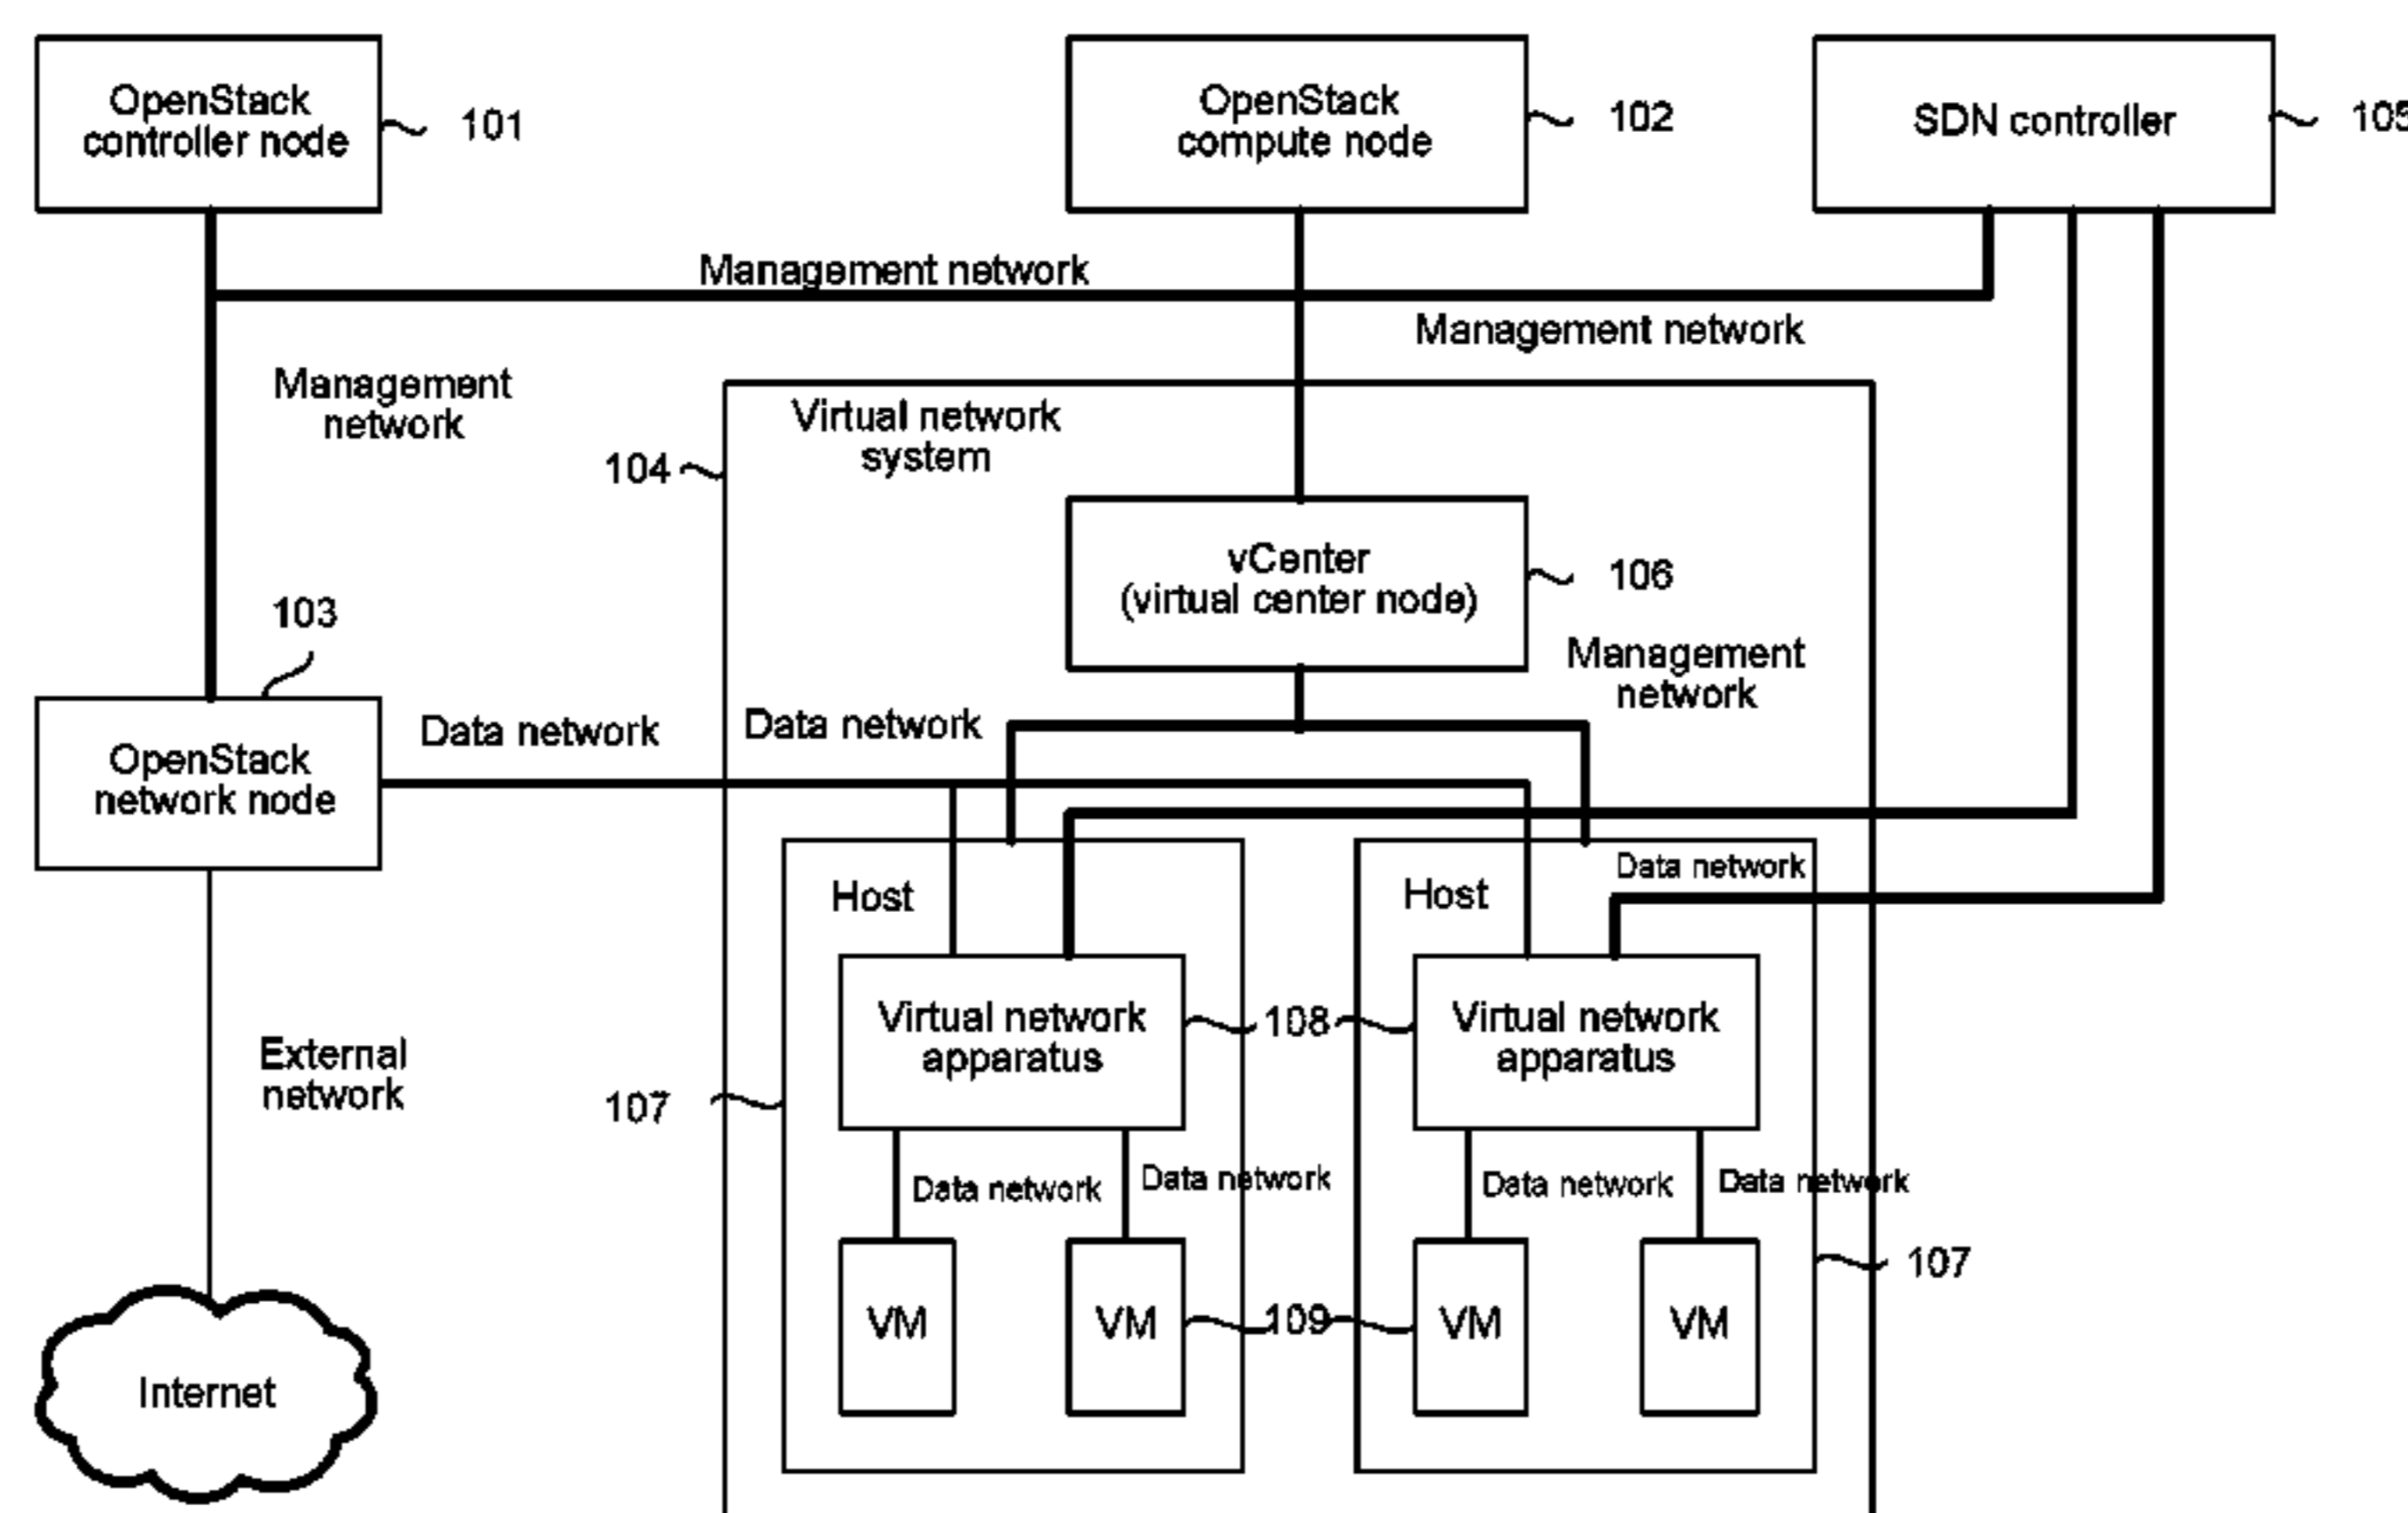 OpenStack
controller node
101
OpenStack
compute node
102
SDN controller
105
Management network
Management network
Management
network
Virtual network
system
104
vCenter
(virtual center node)
106
103
Management
network
OpenStack
network node
Data network
Data network
Host
Host
Data network
Virtual network
apparatus
108
Virtual network
apparatus
External
network
107
Data network
Data network
Data network
Data network
107
VM
VM
109
VM
VM
Internet